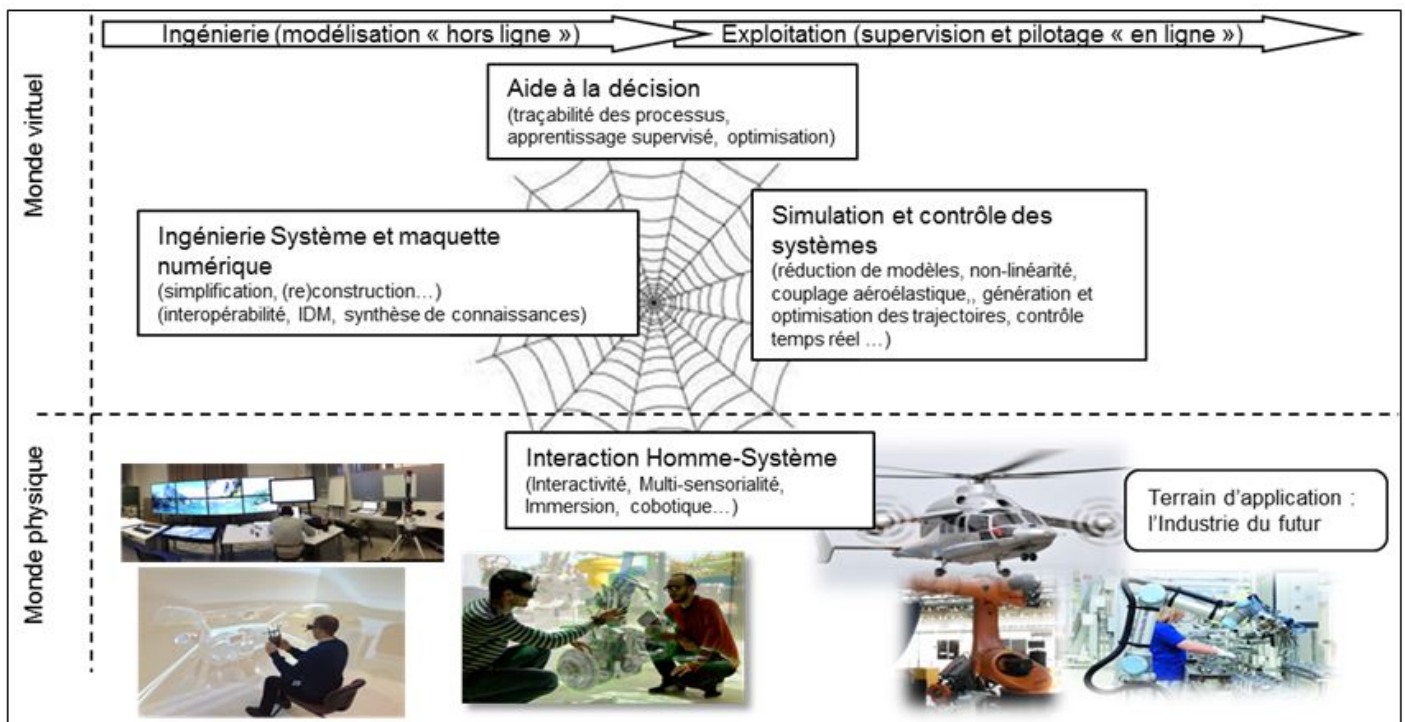 Ingénierie (modélisation « hors ligne »)
Exploitation (supervision et pilotage « en ligne »)
Monde virtuel
Aide à la décision
(traçabilité des processus,
apprentissage supervisé, optimisation)
Ingénierie Système et maquette
numérique
(simplification, (re)construction…)
(interopérabilité, IDM, synthèse de connaissances)
Simulation et contrôle des
systèmes
(réduction de modèles, non-linéarité,
couplage aéroélastique,, génération et
optimisation des trajectoires, contrôle
temps réel …)
Monde physique
Interaction Homme-Système
(Interactivité, Multi-sensorialité,
Immersion, cobotique…)
Terrain d’application :
l’Industrie du futur